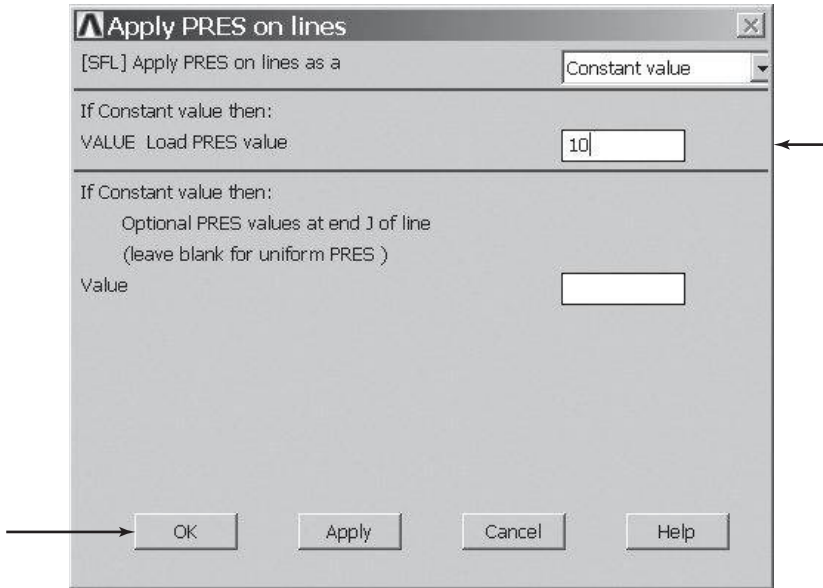 Apply PRES on lines
[SFL] Apply PRES on lines as a
Constant value
If Constant value then:
VALUE Load PRES value
10
If Constant value then:
Optional PRES values at end J of line
(leave blank for uniform PRES )
Value
OK
Apply
Cancel
Help